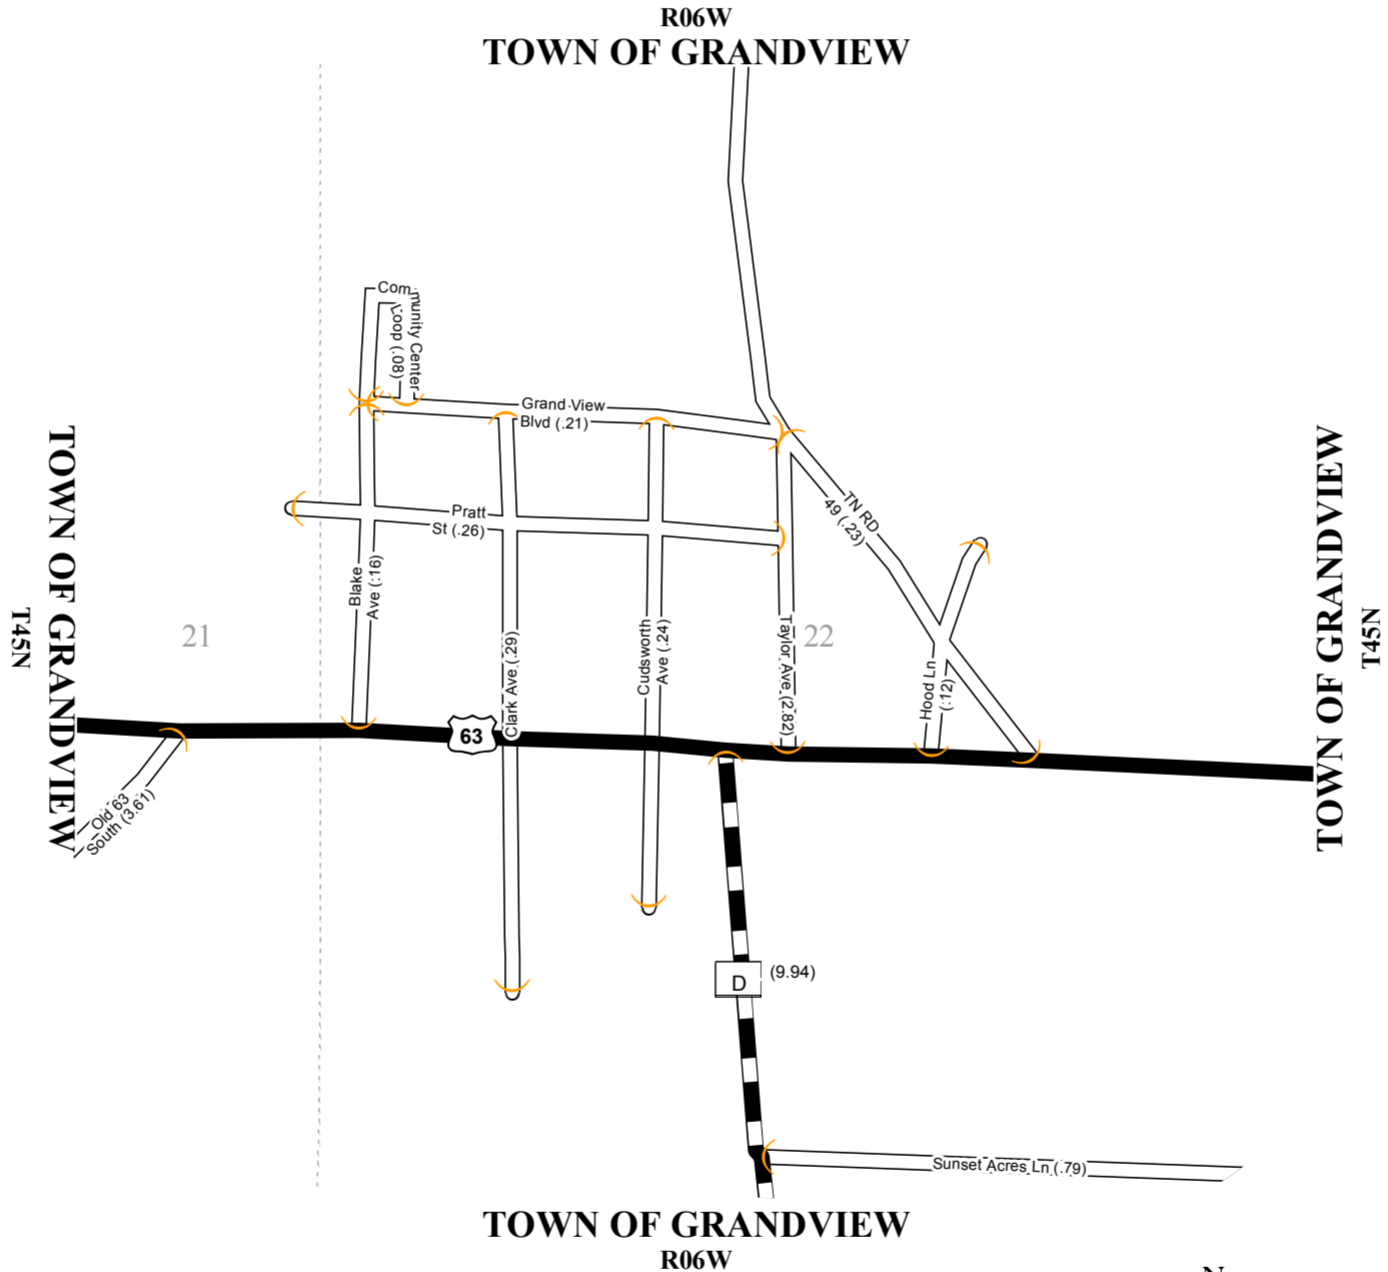 R06W
TOWN OF GRANDVIEW
Community Center
Loop (.08)
Grand View
Blvd (.21)
Pratt
St (.26)
TN RD
49 (.23)
Blake
Ave (.16)
Clark Ave (.29)
Cudsworth
Ave (.24)
Taylor Ave (2.82)
Hood Ln
(.12)
T45N
TOWN OF GRANDVIEW
21
22
TOWN OF GRANDVIEW
T45N
63
Old 63
South (3.61)
D
(9.94)
Sunset Acres Ln (.79)
TOWN OF GRANDVIEW
R06W
N